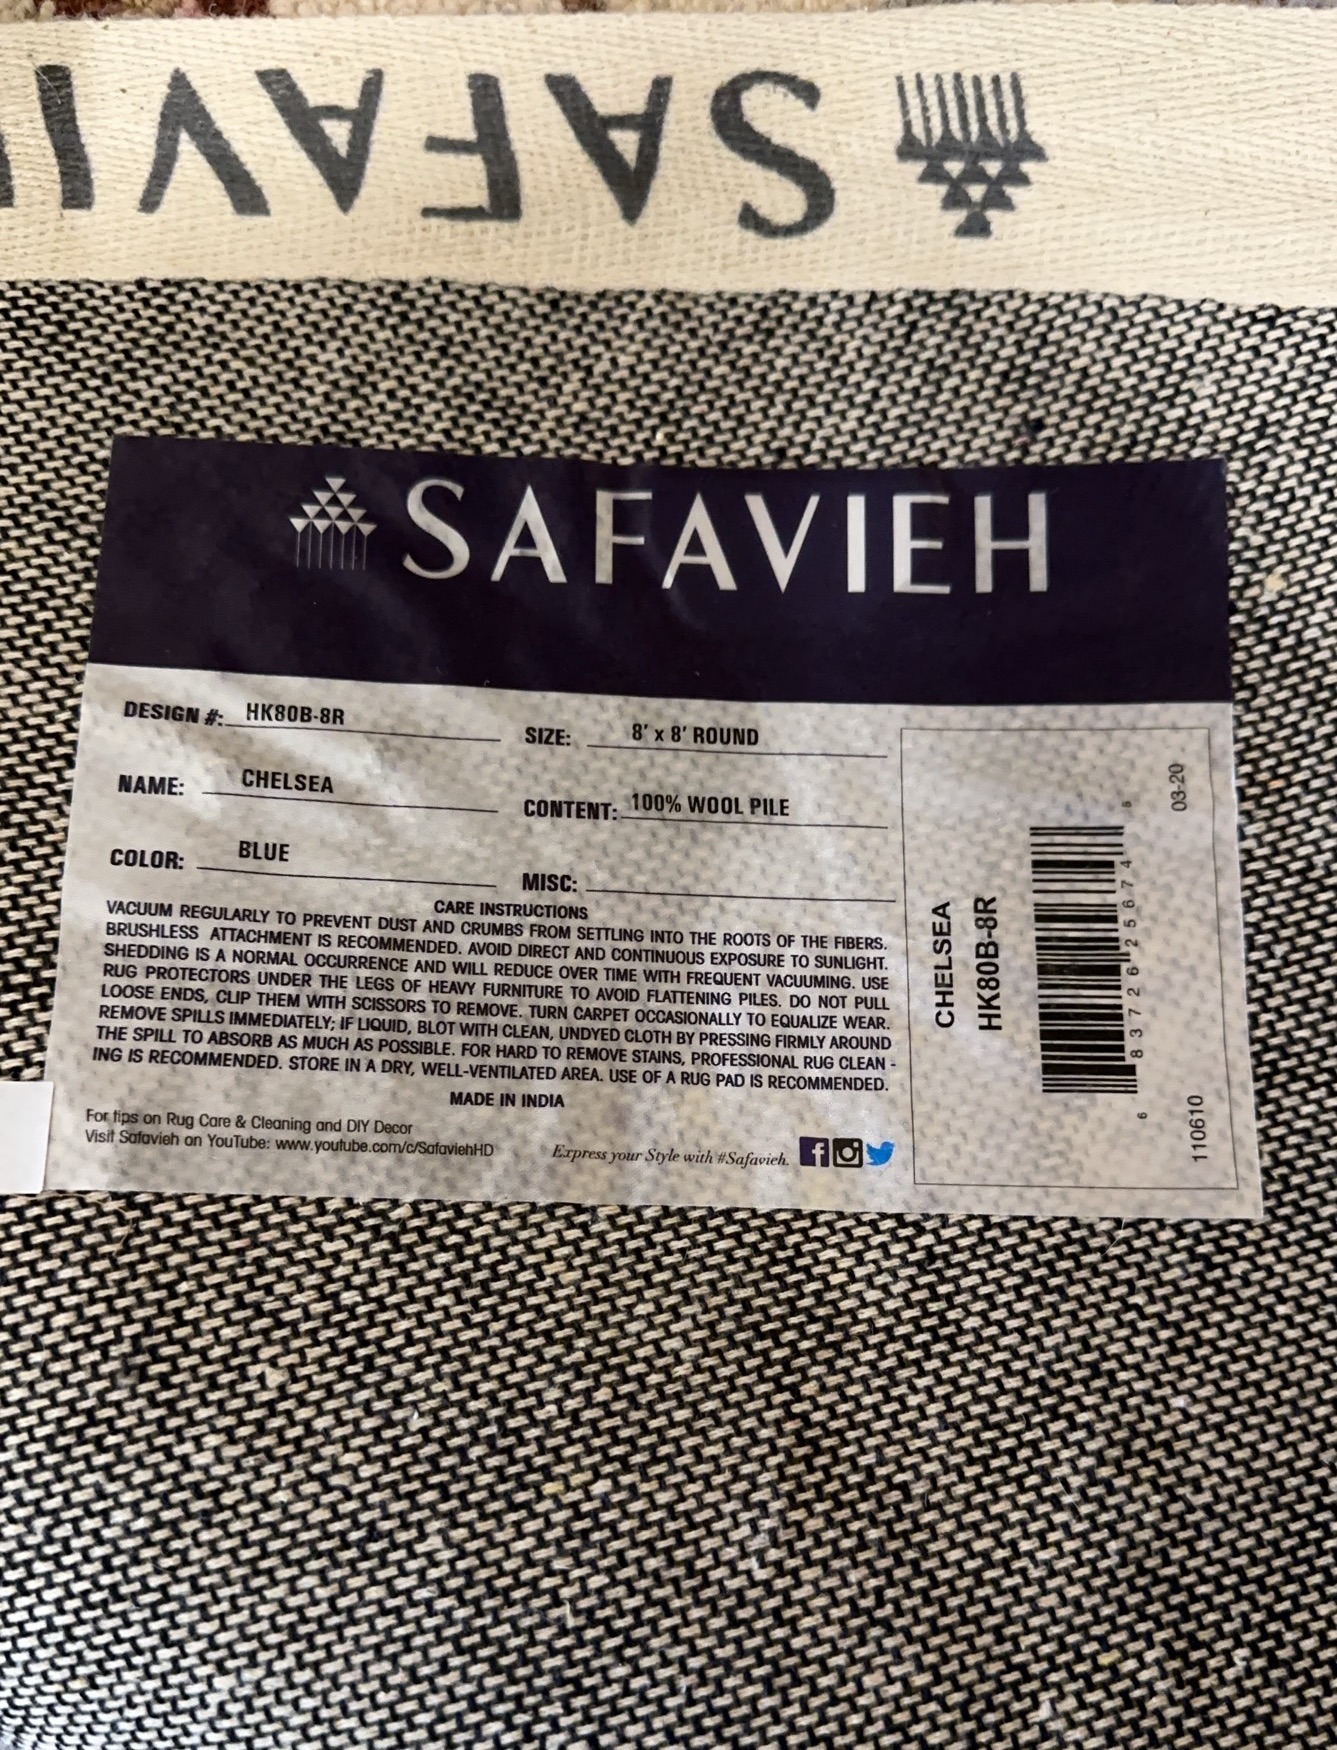 SAFAVI
SAFAVIEH
DESIGN #: HK80B-8R
SIZE: 8' x 8' ROUND
NAME: CHELSEA
CONTENT: 100% WOOL PILE
COLOR: BLUE
MISC:
CARE INSTRUCTIONS
VACUUM REGULARLY TO PREVENT DUST AND CRUMBS FROM SETTLING INTO THE ROOTS OF THE FIBERS.
BRUSHLESS ATTACHMENT IS RECOMMENDED. AVOID DIRECT AND CONTINUOUS EXPOSURE TO SUNLIGHT.
SHEDDING IS A NORMAL OCCURRENCE AND WILL REDUCE OVER TIME WITH FREQUENT VACUUMING. USE
RUG PROTECTORS UNDER THE LEGS OF HEAVY FURNITURE TO AVOID FLATTENING PILES. DO NOT PULL
LOOSE ENDS, CLIP THEM WITH SCISSORS TO REMOVE. TURN CARPET OCCASIONALLY TO EQUALIZE WEAR.
REMOVE SPILLS IMMEDIATELY; IF LIQUID, BLOT WITH CLEAN, UNDYED CLOTH BY PRESSING FIRMLY AROUND
THE SPILL TO ABSORB AS MUCH AS POSSIBLE. FOR HARD TO REMOVE STAINS, PROFESSIONAL RUG CLEAN -
ING IS RECOMMENDED. STORE IN A DRY, WELL-VENTILATED AREA. USE OF A RUG PAD IS RECOMMENDED.
MADE IN INDIA
For tips on Rug Care & Cleaning and DIY Decor
Visit Safavieh on YouTube: www.youtube.com/c/SafaviehHD
Express your Style with #Safavieh.
CHELSEA
HK80B-8R
6 83726 25674 8
110610
03-20